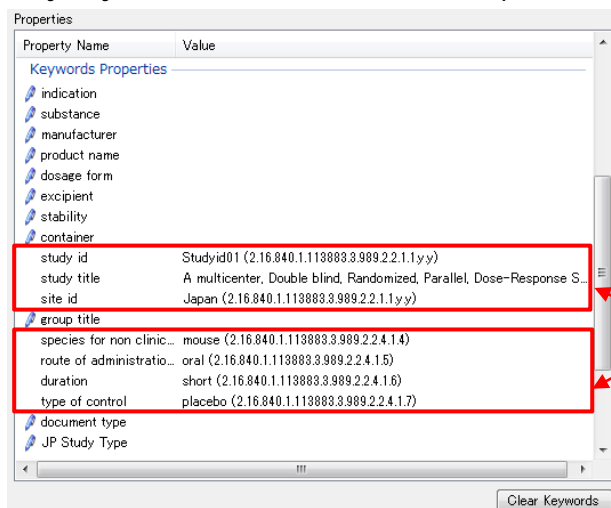 Properties
Property Name Value
Keywords Properties
indication
substance
manufacturer
product name
dosage form
excipient
stability
container
study id Studyid01 (2.16.840.1.113883.3.989.2.2.1.1.y.y)
study title A multicenter, Double blind, Randomized, Parallel, Dose-Response S...
site id Japan (2.16.840.1.113883.3.989.2.2.1.1.y.y)
group title
species for non clinic... mouse (2.16.840.1.113883.3.989.2.2.4.1.4)
route of administratio... oral (2.16.840.1.113883.3.989.2.2.4.1.5)
duration short (2.16.840.1.113883.3.989.2.2.4.1.6)
type of control placebo (2.16.840.1.113883.3.989.2.2.4.1.7)
document type
JP Study Type
Clear Keywords